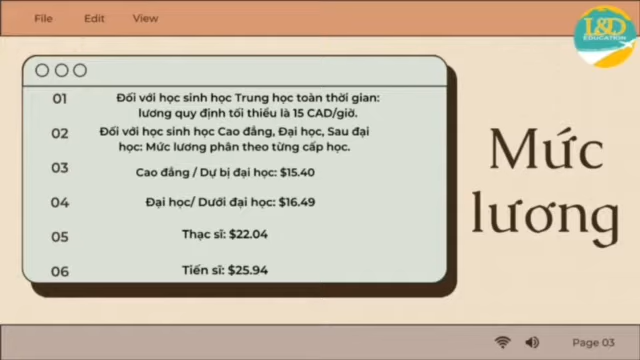 File Edit View
L&D
EDUCATION
01 Đối với học sinh học Trung học toàn thời gian:
lương quy định tối thiểu là 15 CAD/giờ.
02 Đối với học sinh học Cao đẳng, Đại học, Sau đại
học: Mức lương phân theo từng cấp học.
03 Cao đẳng / Dự bị đại học: $15.40
04 Đại học/ Dưới đại học: $16.49
05 Thạc sĩ: $22.04
06 Tiến sĩ: $25.94
Mức
lương
Page 03